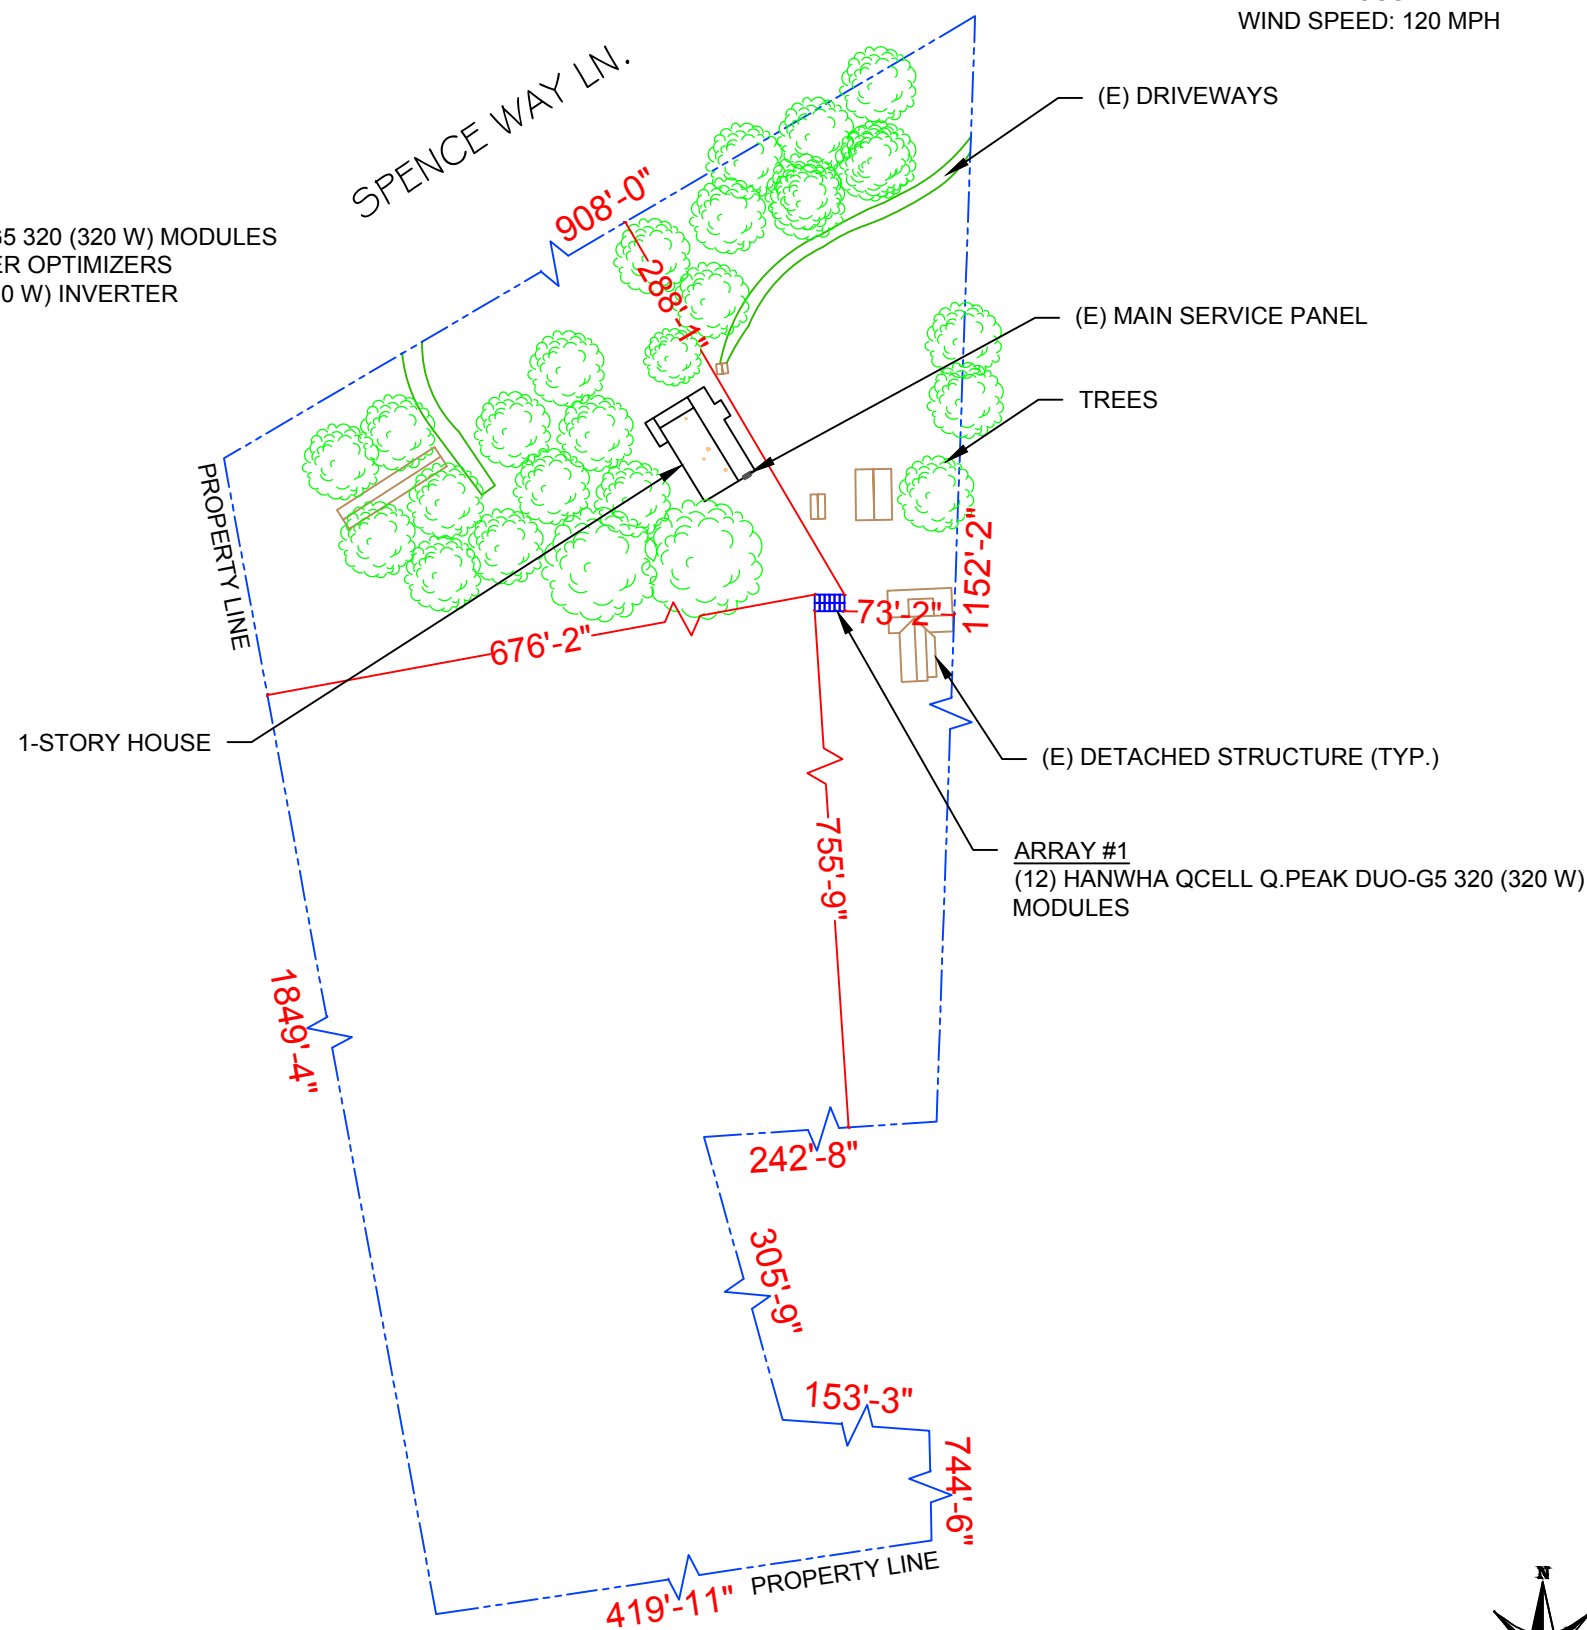 WIND SPEED: 120 MPH
SPENCE WAY LN.
(E) DRIVEWAYS
908'-0"
G5 320 (320 W) MODULES
ER OPTIMIZERS
0 W) INVERTER
288'-1"
(E) MAIN SERVICE PANEL
TREES
PROPERTY LINE
1152'-2"
73'-2"
676'-2"
1-STORY HOUSE
(E) DETACHED STRUCTURE (TYP.)
755'-9"
ARRAY #1
(12) HANWHA QCELL Q.PEAK DUO-G5 320 (320 W)
MODULES
1849'-4"
242'-8"
305'-9"
153'-3"
744'-6"
PROPERTY LINE
419'-11"
N